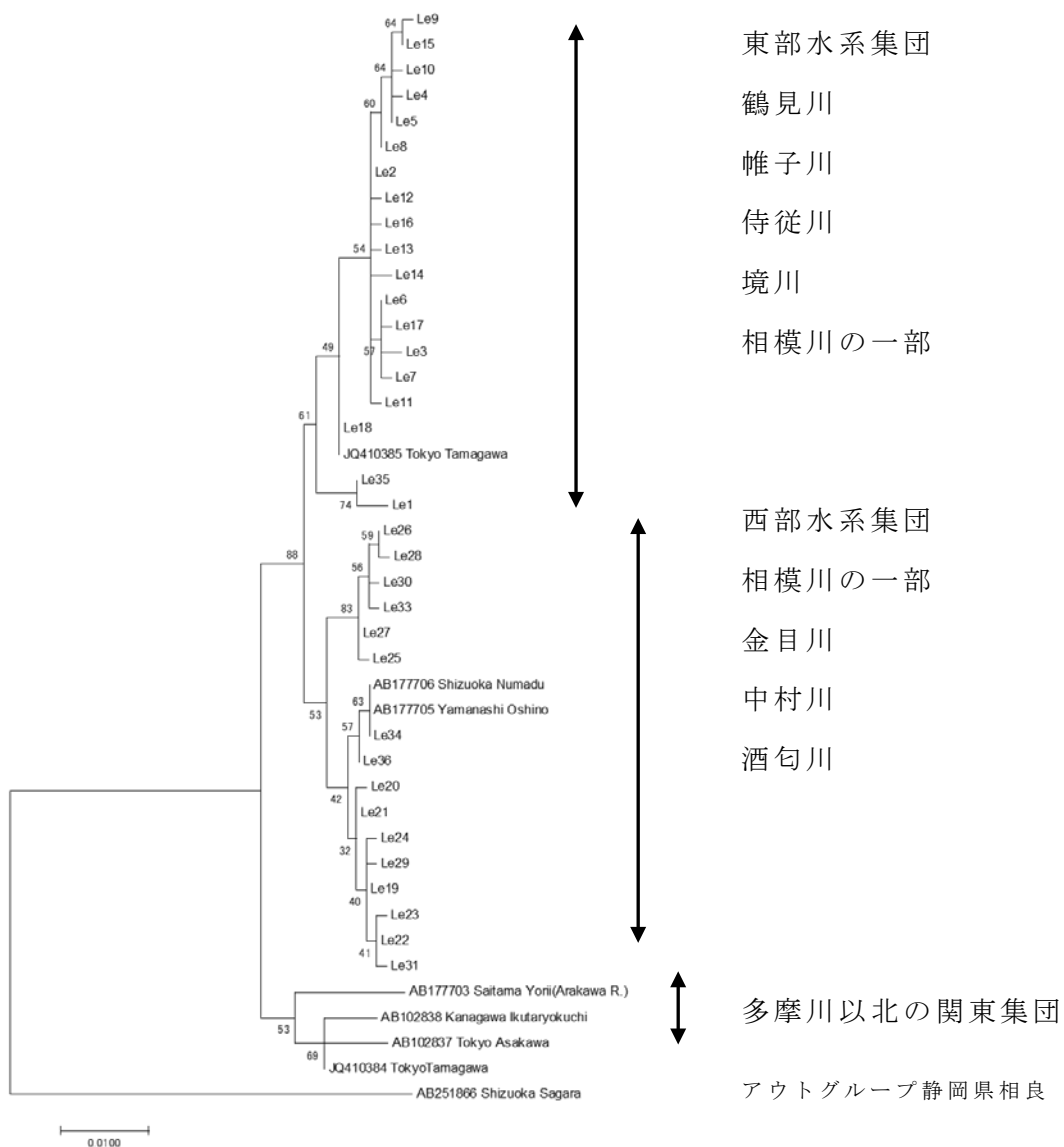 64
Le9
Le15
64
Le10
Le4
60
Le5
Le8
Le2
Le12
Le16
54
Le13
Le14
Le6
Le17
49
57
Le3
Le7
Le11
61
Le18
JQ410385 Tokyo Tamagawa
Le35
74
Le1
88
59
Le26
Le28
56
Le30
Le33
83
Le27
Le25
AB177706 Shizuoka Numadu
63
AB177705 Yamanashi Oshino
53
57
Le34
Le36
Le20
42
Le21
Le24
32
Le29
Le19
40
Le23
Le22
41
Le31
AB177703 Saitama Yorii(Arakawa R.)
AB102838 Kanagawa Ikutaryokuchi
53
AB102837 Tokyo Asakawa
69
JQ410384 TokyoTamagawa
AB251866 Shizuoka Sagara
0.0100
東部水系集団
鶴見川
帷子川
侍従川
境川
相模川の一部
西部水系集団
相模川の一部
金目川
中村川
酒匂川
多摩川以北の関東集団
アウトグループ静岡県相良